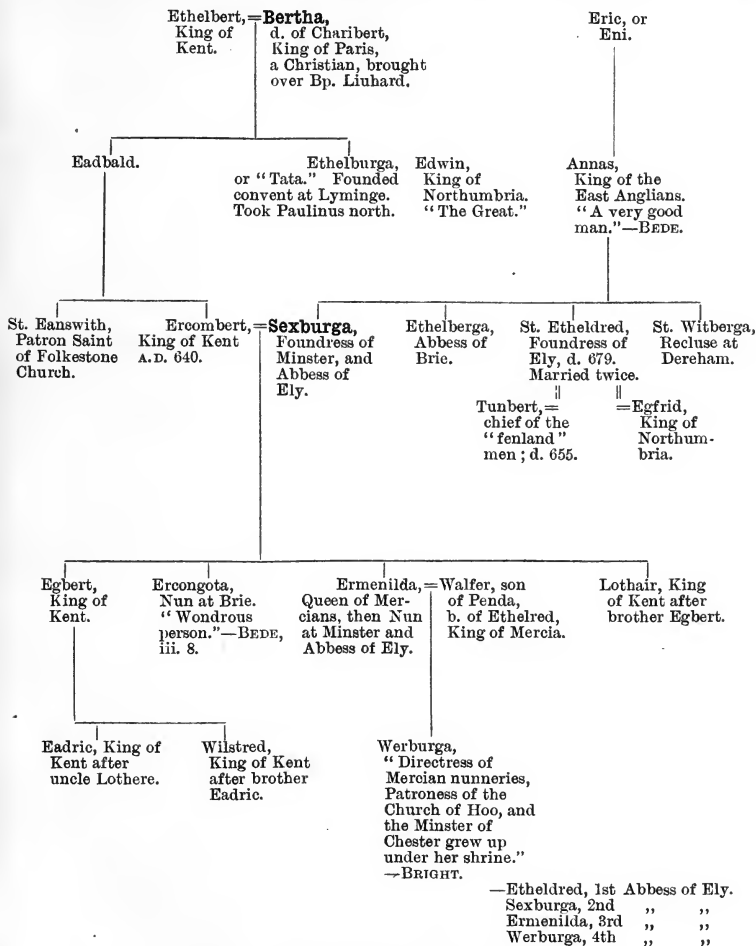 Ethelbert,=Bertha,
King of
Kent.
d. of Charibert,
King of Paris,
a Christian, brought
over Bp. Liuhard.
Eric, or
Eni.
Eadbald.
Ethelburga,
or "Tata." Founded
convent at Lyminge.
Took Paulinus north.
Edwin,
King of
Northumbria.
"The Great."
Annas,
King of the
East Anglians.
"A very good
man."—BEDE.
St. Eanswith,
Patron Saint
of Folkestone
Church.
Ercombert,=Sexburga,
King of Kent
A.D. 640.
Foundress of
Minster, and
Abbess of
Ely.
Ethelberga,
Abbess of
Brie.
St. Etheldred,
Foundress of
Ely, d. 679.
Married twice.
St. Witberga,
Recluse at
Dereham.
Tunbert,=
chief of the
"fenland"
men; d. 655.
=Egfrid,
King of
Northum-
bria.
Egbert,
King of
Kent.
Ercongota,
Nun at Brie.
"Wondrous
person."—BEDE,
iii. 8.
Ermenilda,=Walfer, son
Queen of Mer-
cians, then Nun
at Minster and
Abbess of Ely.
of Penda,
b. of Ethelred,
King of Mercia.
Lothair, King
of Kent after
brother Egbert.
Eadric, King of
Kent after
uncle Lothere.
Wilstred,
King of Kent
after brother
Eadric.
Werburga,
"Directress of
Mercian nunneries,
Patroness of the
Church of Hoo, and
the Minster of
Chester grew up
under her shrine."
—BRIGHT.
—Etheldred, 1st Abbess of Ely.
Sexburga, 2nd ,, ,,
Ermenilda, 3rd ,, ,,
Werburga, 4th ,, ,,